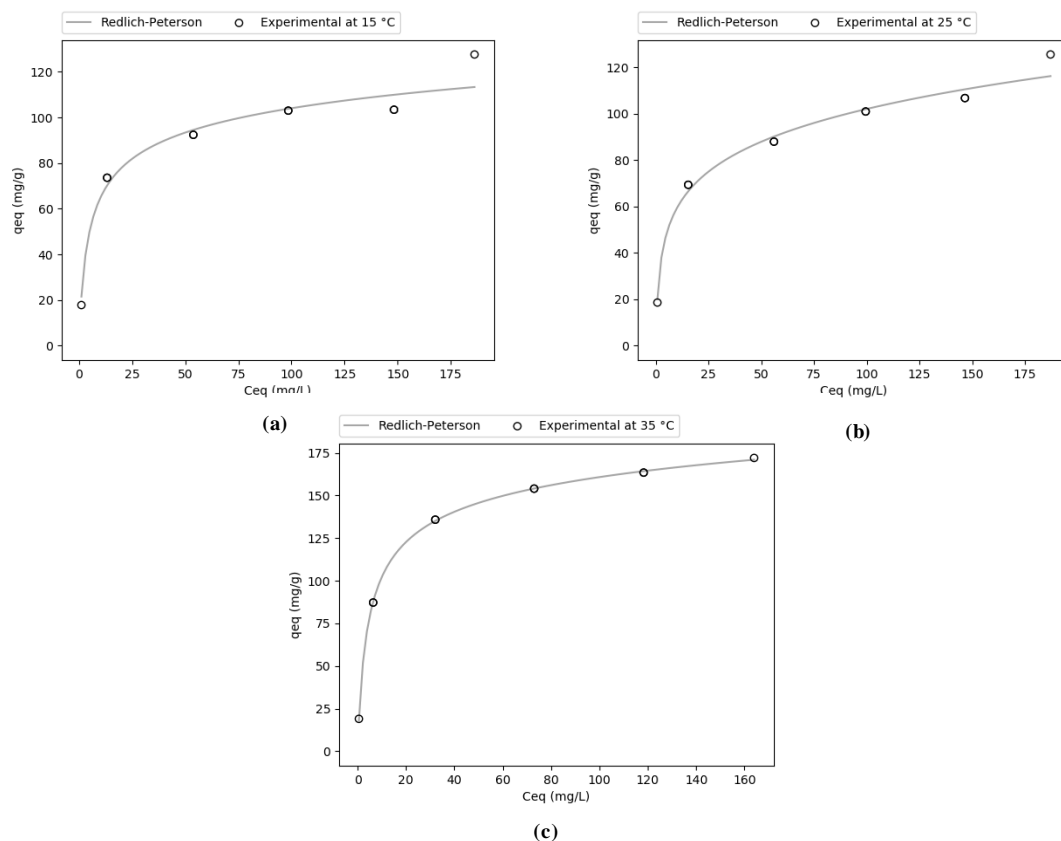 Redlich-Peterson Experimental at 15 °C
120
100
80
60
40
20
0
qeq (mg/g)
0 25 50 75 100 125 150 175
Ceq (mg/L)
(a)
Redlich-Peterson Experimental at 25 °C
120
100
80
60
40
20
0
qeq (mg/g)
0 25 50 75 100 125 150 175
Ceq (mg/L)
(b)
Redlich-Peterson Experimental at 35 °C
175
150
125
100
75
50
25
0
qeq (mg/g)
0 20 40 60 80 100 120 140 160
Ceq (mg/L)
(c)